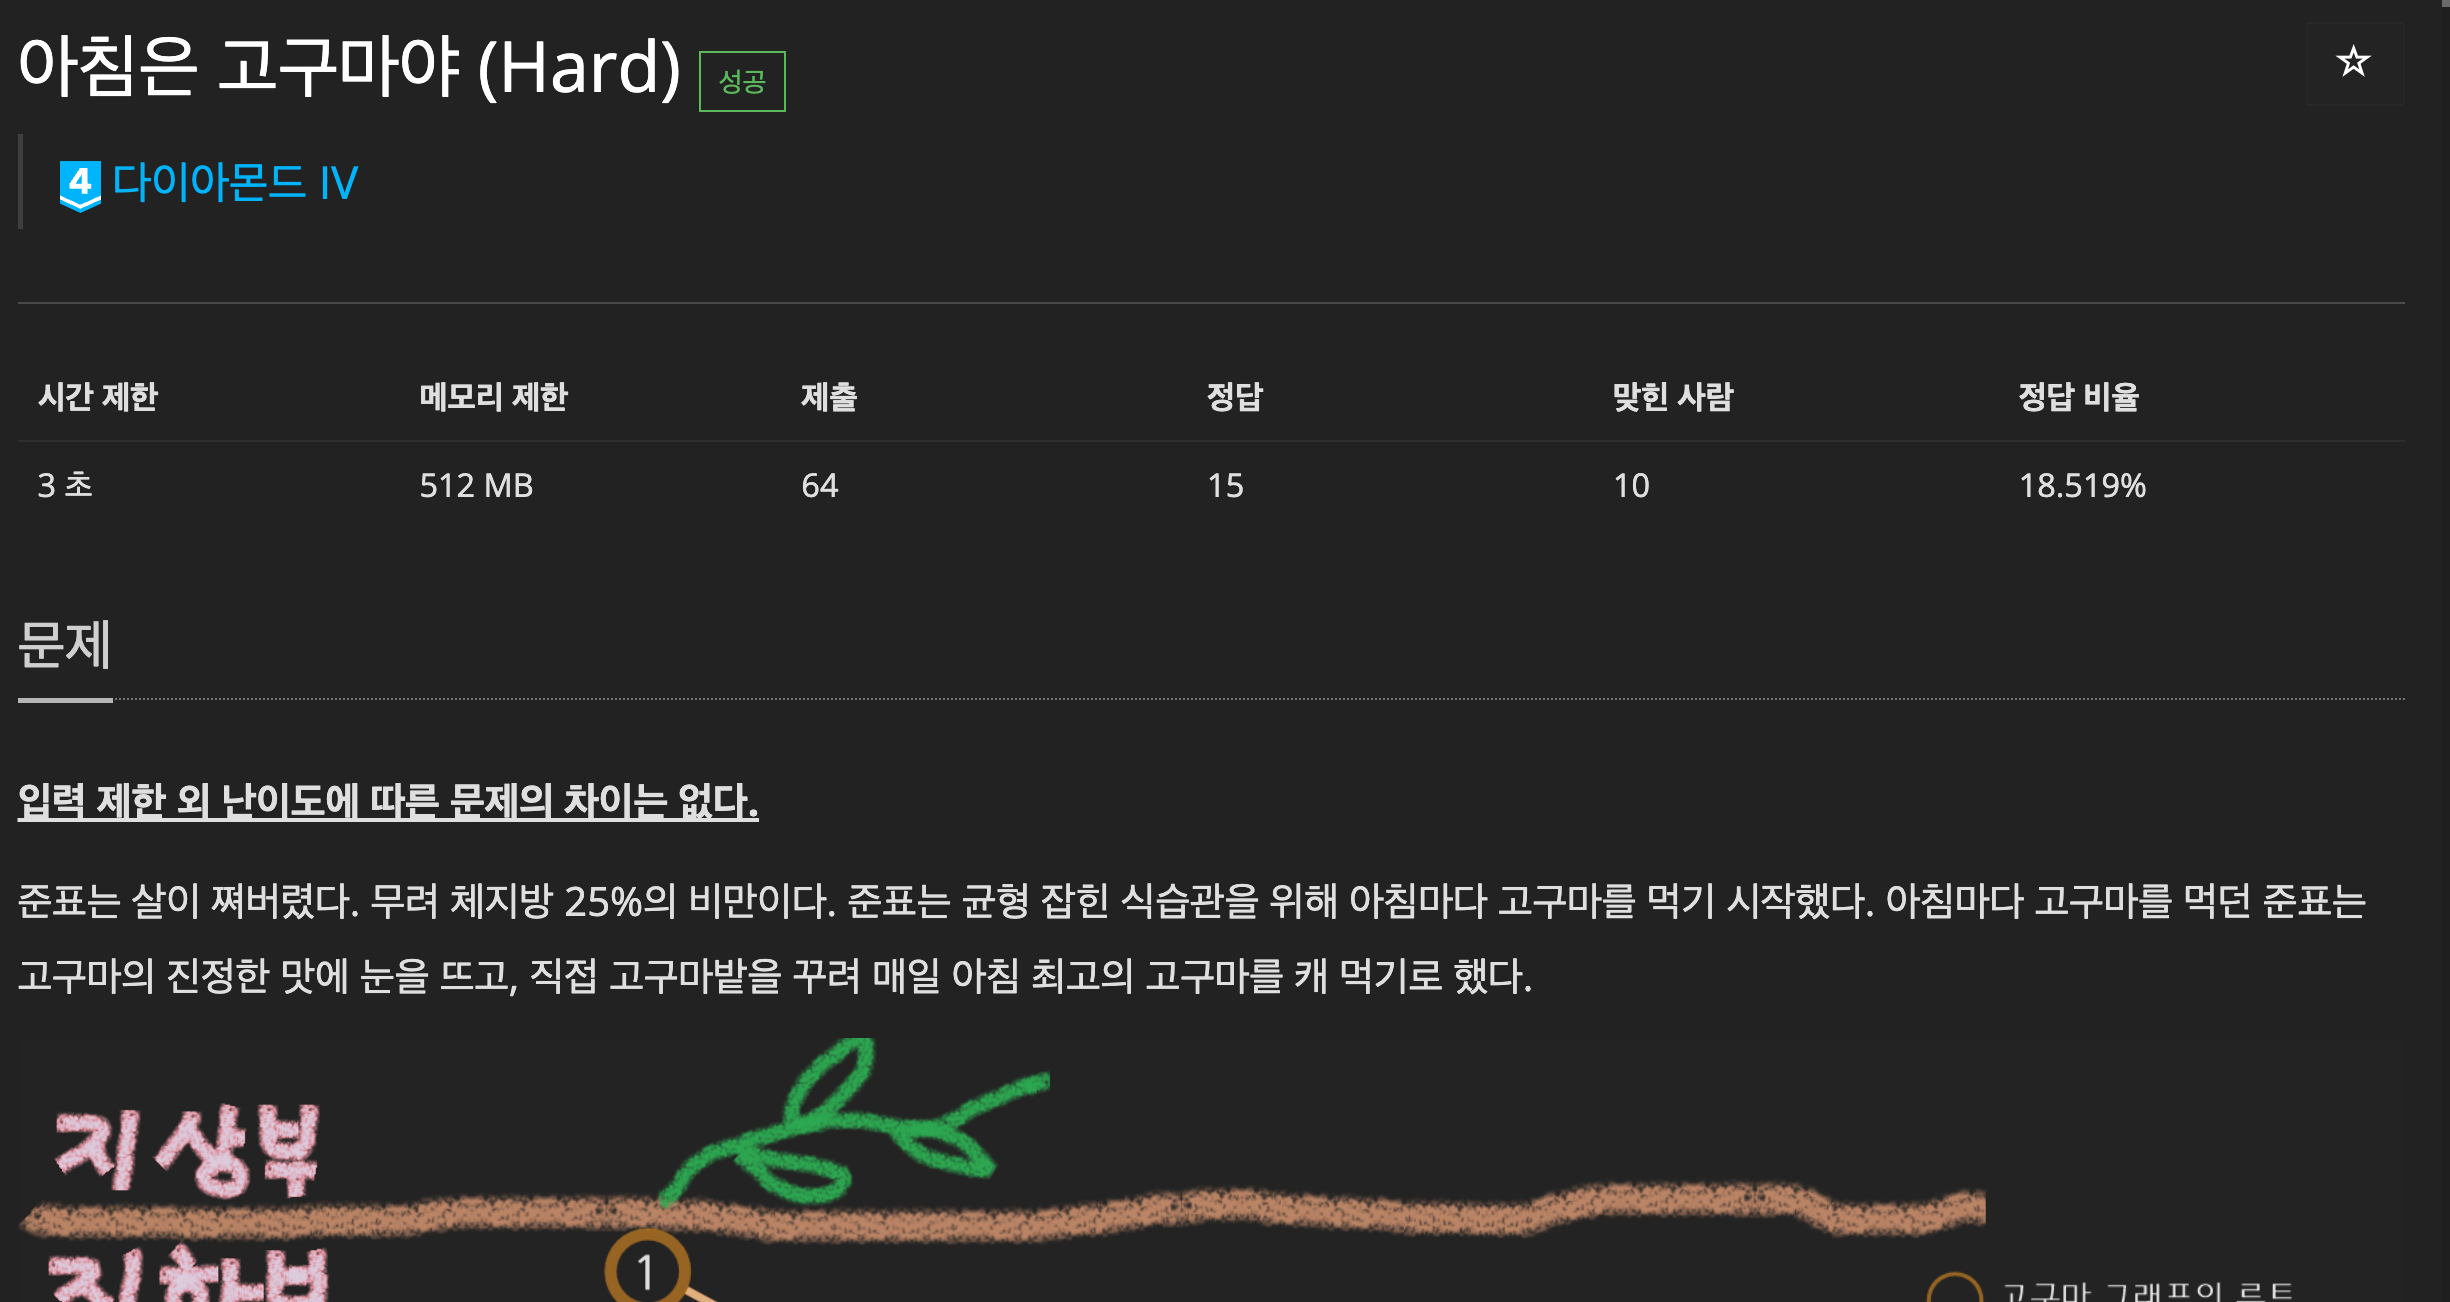 아침은 고구마야 (Hard) 성공
4 다이아몬드 IV
시간 제한 메모리 제한 제출 정답 맞힌 사람 정답 비율
3 초 512 MB 64 15 10 18.519%
문제
입력 제한 외 난이도에 따른 문제의 차이는 없다.
준표는 살이 쪄버렸다. 무려 체지방 25%의 비만이다. 준표는 균형 잡힌 식습관을 위해 아침마다 고구마를 먹기 시작했다. 아침마다 고구마를 먹던 준표는
고구마의 진정한 맛에 눈을 뜨고, 직접 고구마밭을 꾸려 매일 아침 최고의 고구마를 캐 먹기로 했다.
지상부
지하부
1
고구마 그래프의 루트